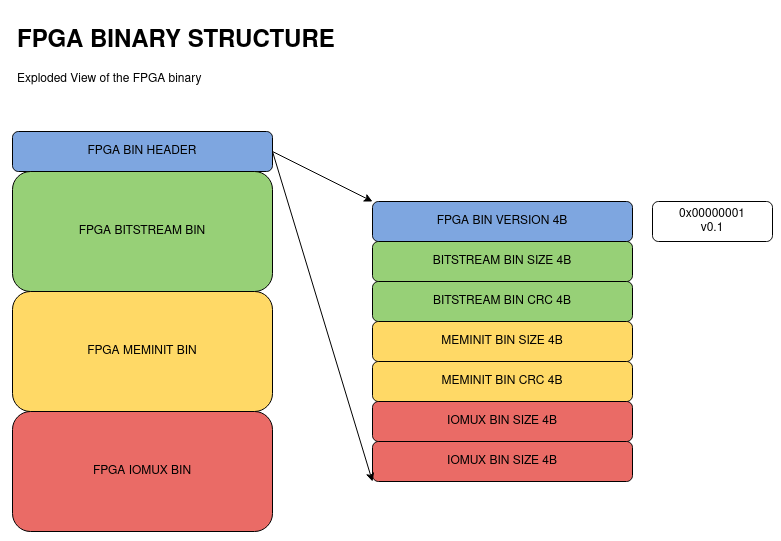 FPGA BINARY STRUCTURE
Exploded View of the FPGA binary
FPGA BIN HEADER
FPGA BITSTREAM BIN
FPGA MEMINIT BIN
FPGA IOMUX BIN
FPGA BIN VERSION 4B
BITSTREAM BIN SIZE 4B
BITSTREAM BIN CRC 4B
MEMINIT BIN SIZE 4B
MEMINIT BIN CRC 4B
IOMUX BIN SIZE 4B
IOMUX BIN SIZE 4B
0x00000001
v0.1